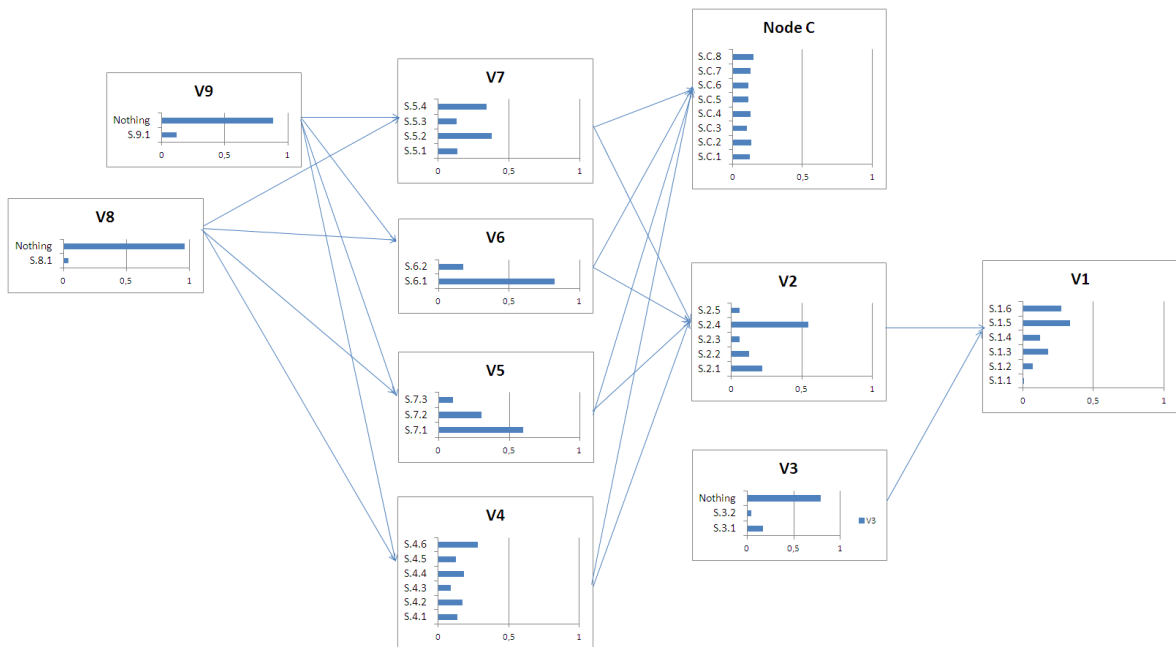 V9
Nothing
S.9.1
0 0,5 1
V8
Nothing
S.8.1
0 0,5 1
V7
S.5.4
S.5.3
S.5.2
S.5.1
0 0,5 1
V6
S.6.2
S.6.1
0 0,5 1
V5
S.7.3
S.7.2
S.7.1
0 0,5 1
V4
S.4.6
S.4.5
S.4.4
S.4.3
S.4.2
S.4.1
0 0,5 1
Node C
S.C.8
S.C.7
S.C.6
S.C.5
S.C.4
S.C.3
S.C.2
S.C.1
0 0,5 1
V2
S.2.5
S.2.4
S.2.3
S.2.2
S.2.1
0 0,5 1
V3
Nothing
S.3.2
S.3.1
V3
0 0,5 1
V1
S.1.6
S.1.5
S.1.4
S.1.3
S.1.2
S.1.1
0 0,5 1